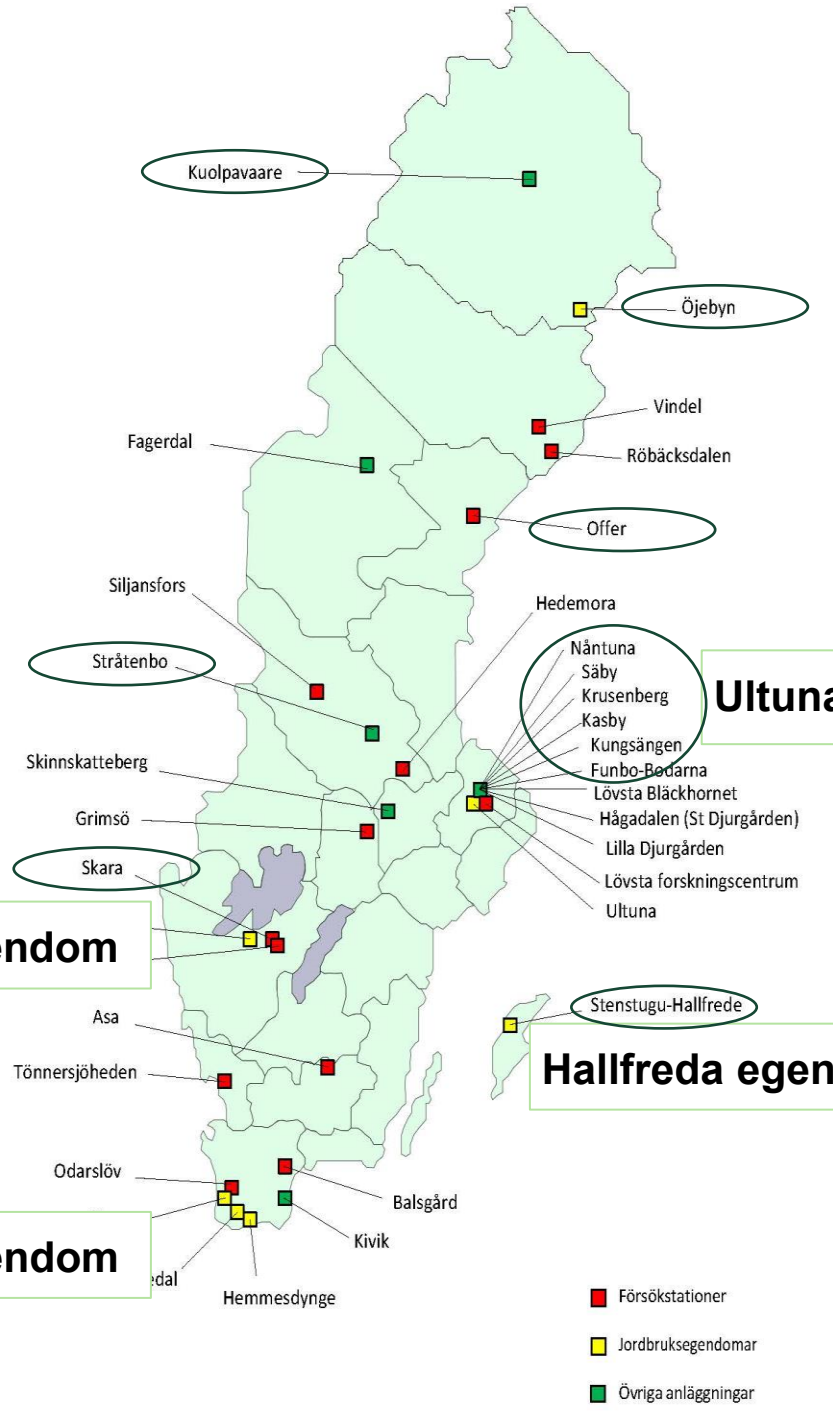 Kuolpavaare
Öjebyn
Vindel
Fagerdal
Röbäcksdalen
Offer
Siljansfors
Hedemora
Nåntuna
Stråtenbo
Säby
Krusenberg
Ultuna
Kasby
Kungsängen
Skinnskatteberg
Funbo-Bodarna
Lövsta Bläckhornet
Grimsö
Hågadalen (St Djurgården)
Lilla Djurgården
Skara
Lövsta forskningscentrum
Ultuna
endom
Stenstugu-Hallfrede
Asa
Tönnersjöheden
Hallfreda egen
Odarslöv
Balsgård
Kivik
endom
edal
Hemmesdynge
Försökstationer
Jordbruksegendomar
Övriga anläggningar